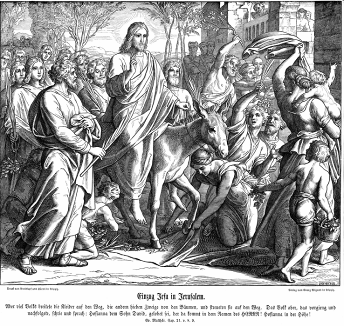 Einzug Jesu in Jerusalem.
Aber viel Volks breitete die Kleider auf den Weg, die andern hieben Zweige von den Bäumen, und streueten sie auf den Weg. Das Volk aber, das vorging und
nachfolgete, schrie und sprach: Hosianna dem Sohn David, gelobet sei, der da kommt in dem Namen des HERRN! Hosianna in der Höhe!
Ev. Matthäi, Cap. 21. v. 8. 9.